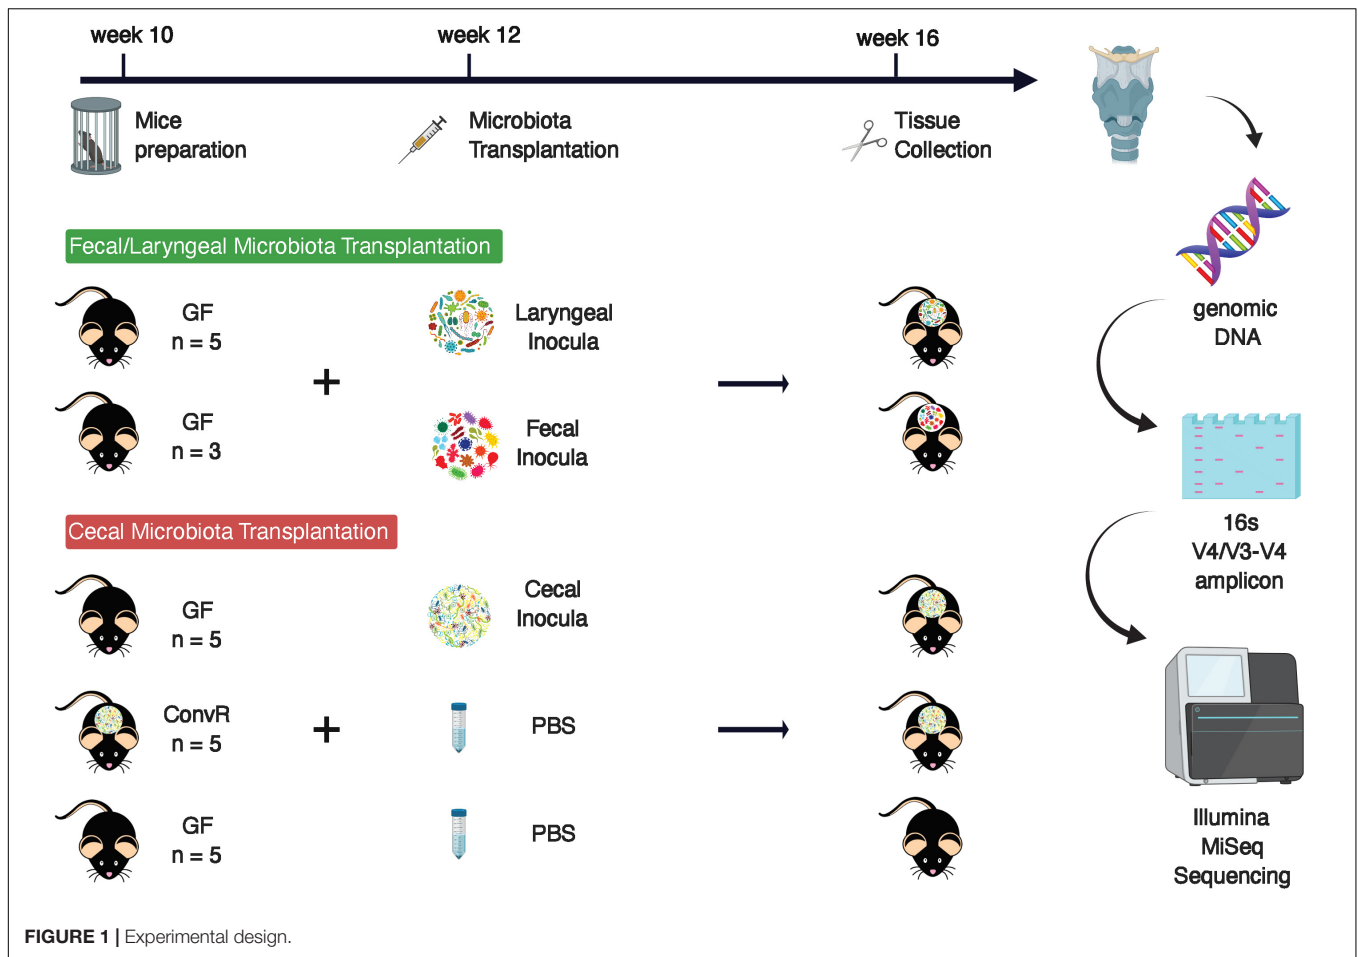 week 10
week 12
week 16
Mice
preparation
Microbiota
Transplantation
Tissue
Collection
Fecal/Laryngeal Microbiota Transplantation
GF
n = 5
Laryngeal
Inocula
GF
n = 3
Fecal
Inocula
Cecal Microbiota Transplantation
GF
n = 5
Cecal
Inocula
ConvR
n = 5
PBS
GF
n = 5
PBS
genomic
DNA
16s
V4/V3-V4
amplicon
Illumina
MiSeq
Sequencing
FIGURE 1 | Experimental design.